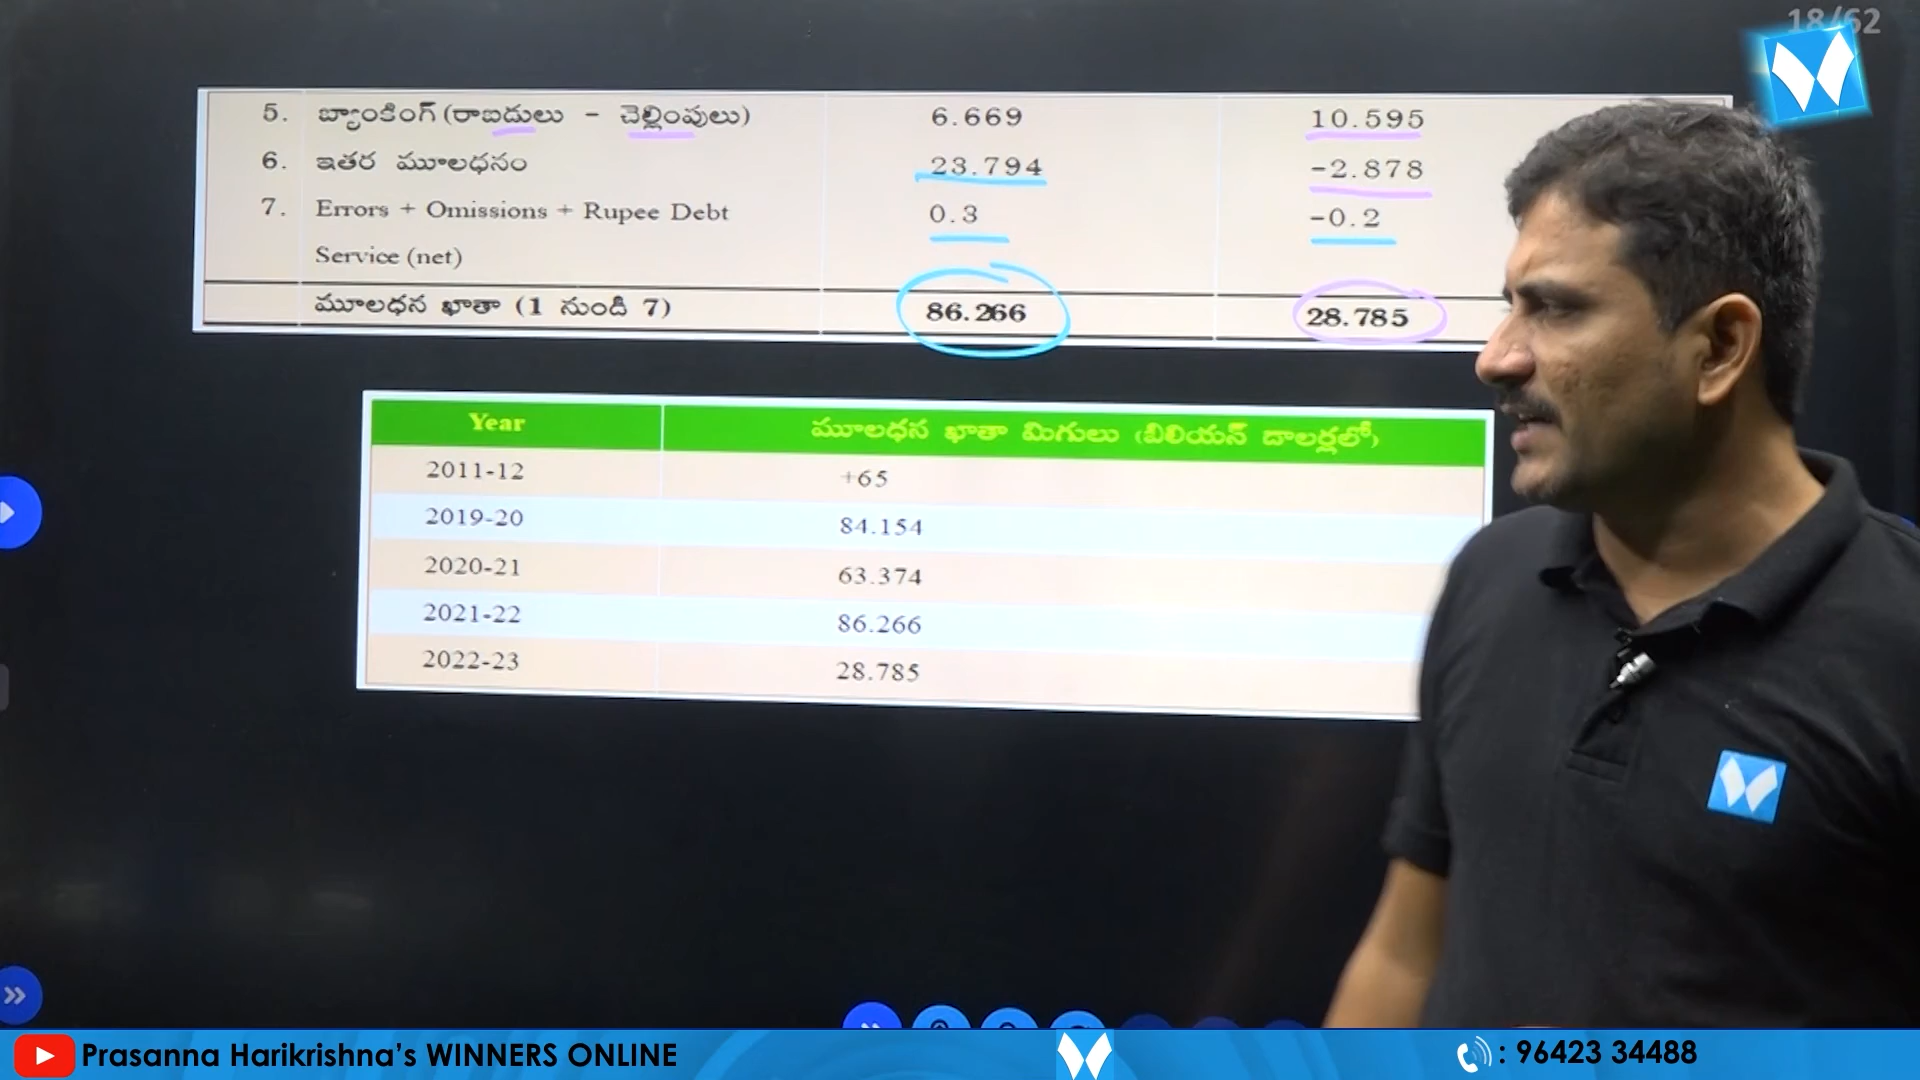 18/62
5. బ్యాంకింగ్ (రాబడులు - చెల్లింపులు) 6.669 10.595
6. ఇతర మూలధనం 23.794 -2.878
7. Errors + Omissions + Rupee Debt 0.3 -0.2
Service (net)
మూలధన ఖాతా (1 నుండి 7) 86.266 28.785
Year మూలధన ఖాతా మిగులు (బిలియన్ డాలర్లలో)
2011-12 +65
2019-20 84.154
2020-21 63.374
2021-22 86.266
2022-23 28.785
Prasanna Harikrishna's WINNERS ONLINE : 96423 34488